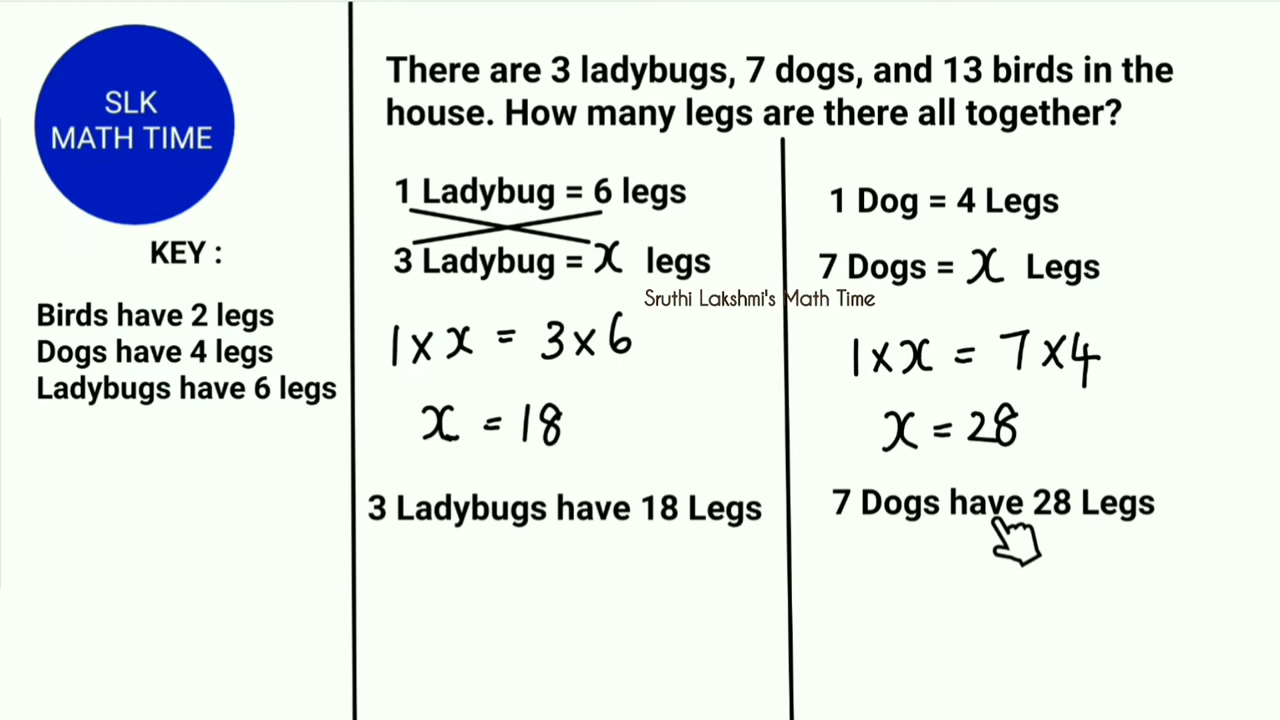 SLK
MATH TIME
KEY :
Birds have 2 legs
Dogs have 4 legs
Ladybugs have 6 legs
There are 3 ladybugs, 7 dogs, and 13 birds in the
house. How many legs are there all together?
1 Ladybug = 6 legs
3 Ladybug = x legs
1 x x = 3 x 6
x = 18
3 Ladybugs have 18 Legs
Sruthi Lakshmi's Math Time
1 Dog = 4 Legs
7 Dogs = x Legs
1 x x = 7 x 4
x = 28
7 Dogs have 28 Legs